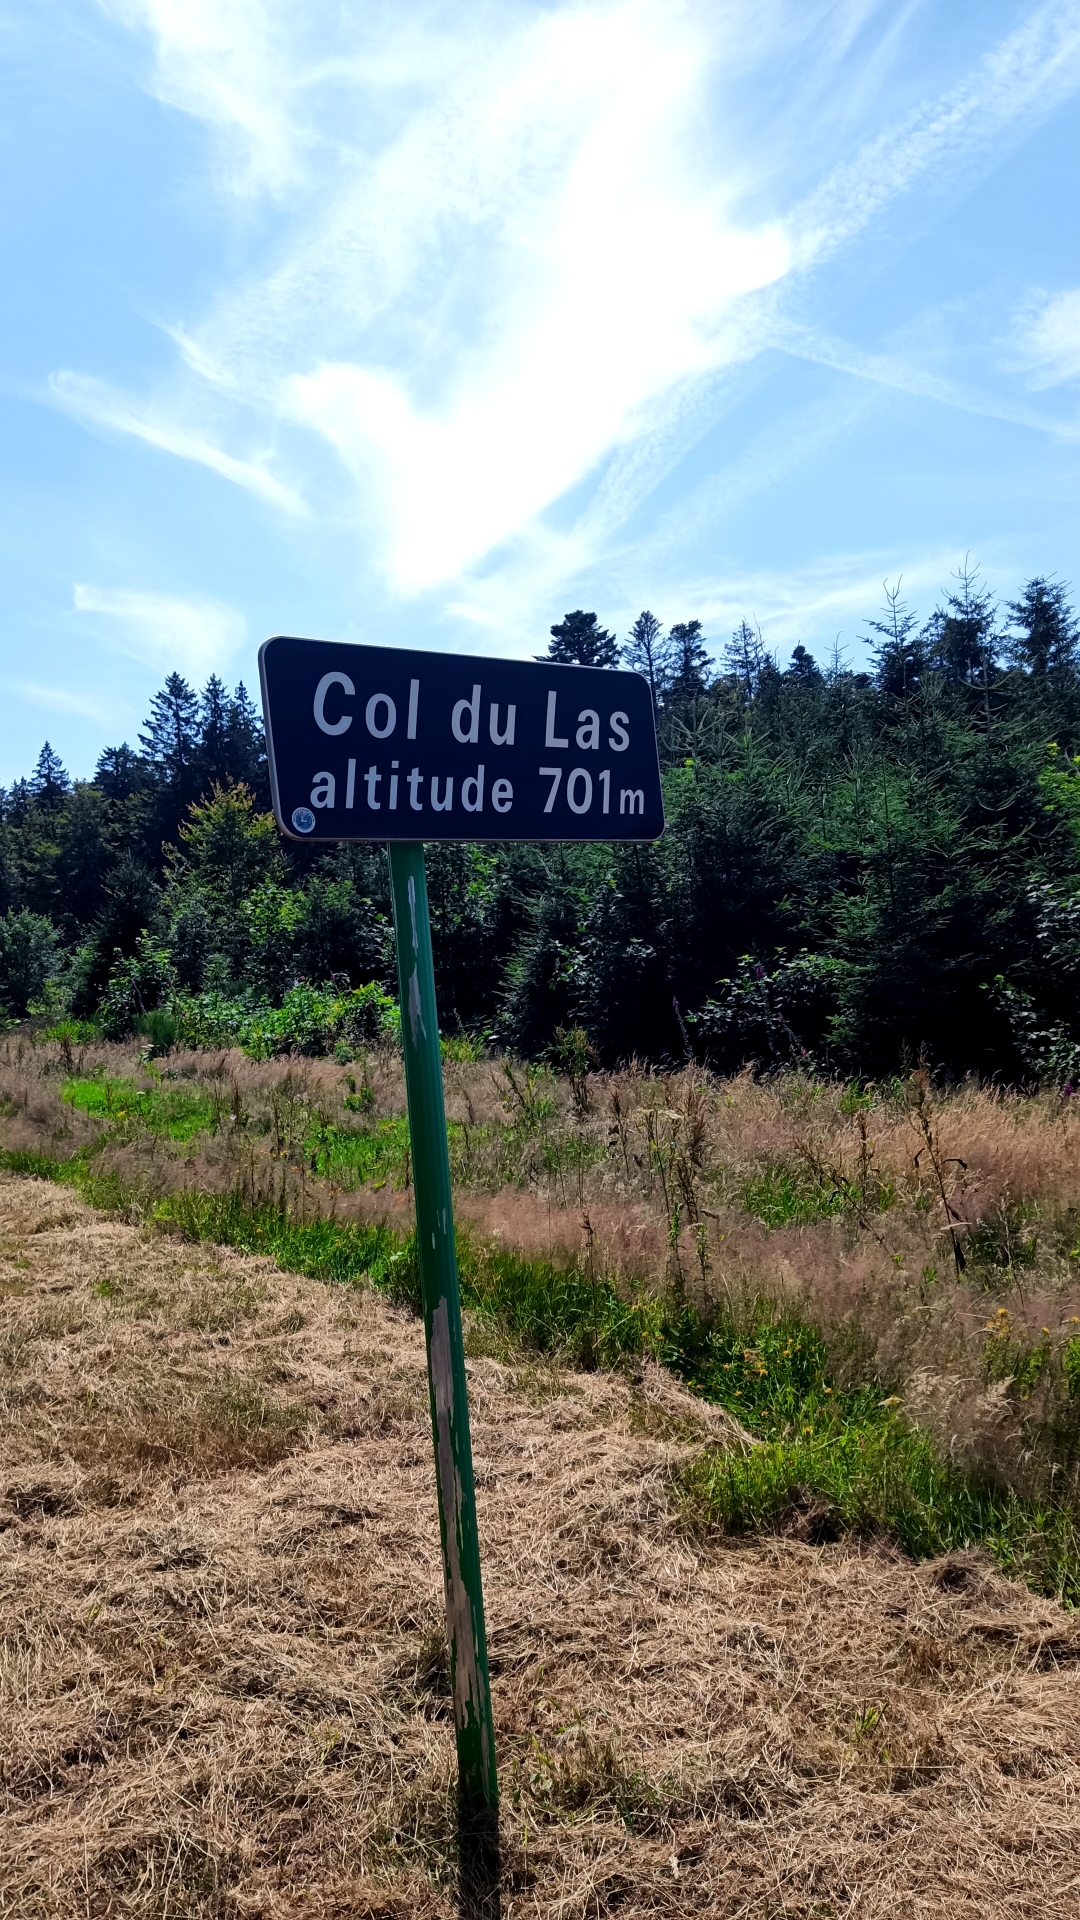 Col du Las
altitude 701m